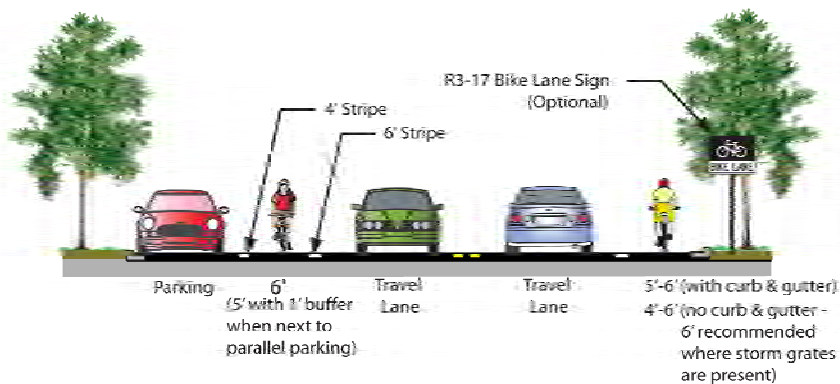 R3-17 Bike Lane Sign
(Optional)
4' Stripe
6' Stripe
BIKE LANE
Parking
6'
(5' with 1' buffer
when next to
parallel parking)
Travel
Lane
Travel
Lane
5'-6' (with curb & gutter)
4'-6' (no curb & gutter -
6' recommended
where storm grates
are present)